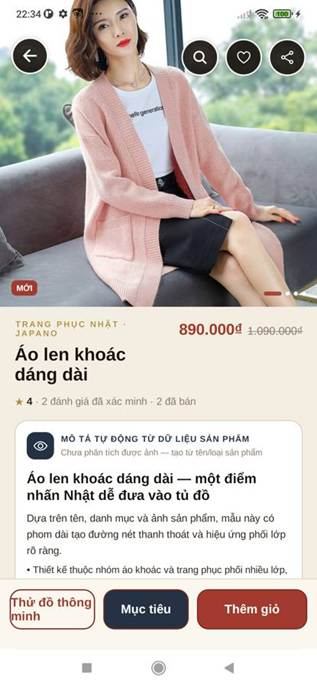 22:34
100
MỚI
TRANG PHỤC NHẬT ·
JAPANO
890.000₫ 1.090.000₫
Áo len khoác
dáng dài
★ 4 · 2 đánh giá đã xác minh · 2 đã bán
MÔ TẢ TỰ ĐỘNG TỪ DỮ LIỆU SẢN PHẨM
Chưa phân tích được ảnh — tạo từ tên/loại sản phẩm
Áo len khoác dáng dài — một điểm
nhấn Nhật dễ đưa vào tủ đồ
Dựa trên tên, danh mục và ảnh sản phẩm, mẫu này có
phom dài tạo đường nét thanh thoát và hiệu ứng phối lớp
rõ ràng.
• Thiết kế thuộc nhóm áo khoác và trang phục phối nhiều lớp,
Thử đồ thông
minh
Mục tiêu
Thêm giỏ